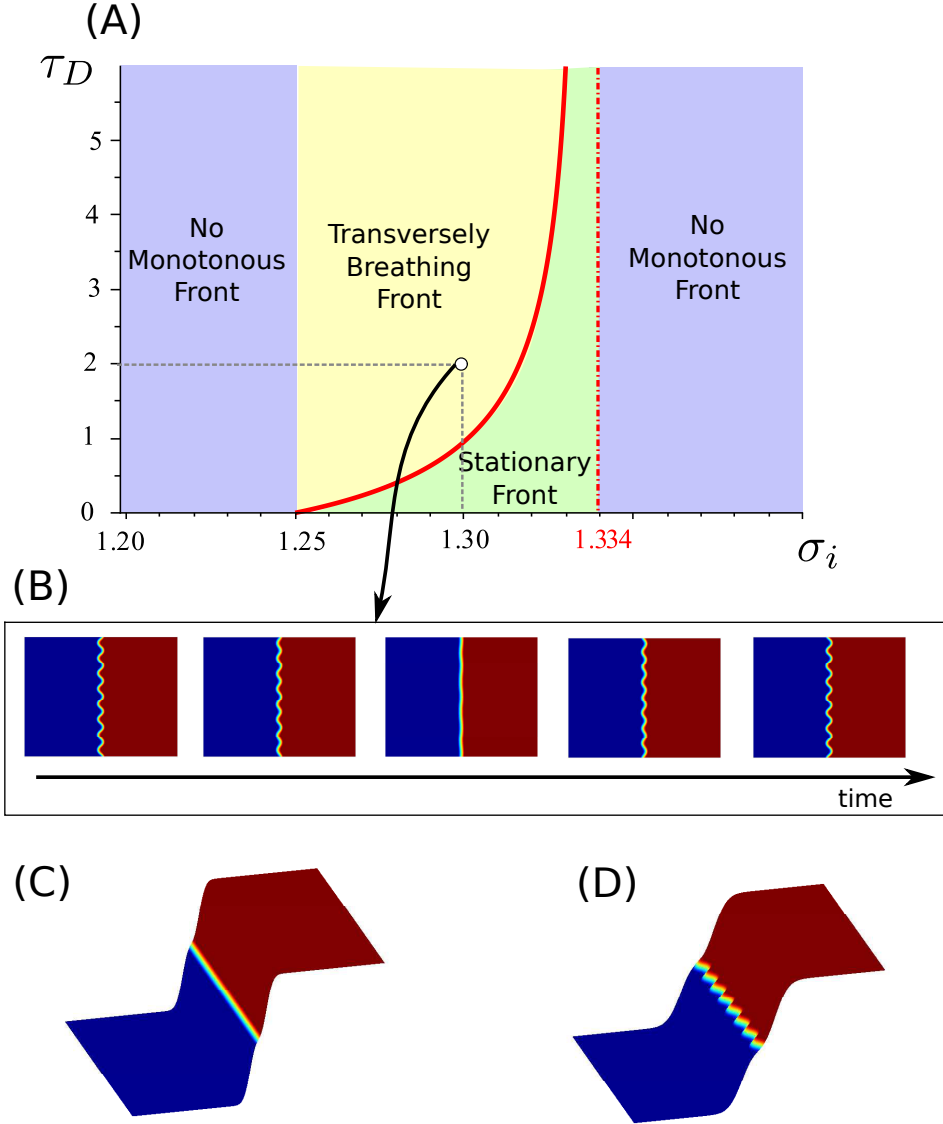 (A)
τ_D
5
4
3
2
1
0
No
Monotonous
Front
Transversely
Breathing
Front
No
Monotonous
Front
Stationary
Front
1.20
1.25
1.30
1.334
σ_i
(B)
time
(C)
(D)